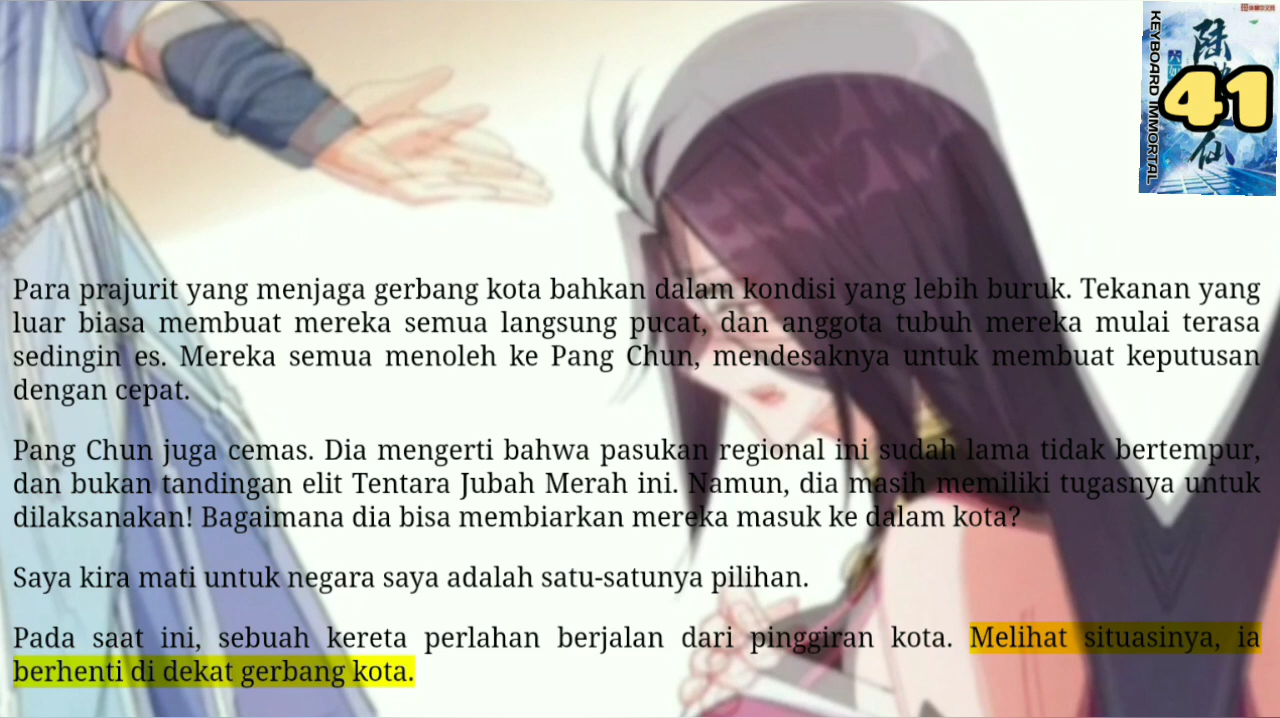 陆
仙
KEYBOARD IMMORTAL
41
Para prajurit yang menjaga gerbang kota bahkan dalam kondisi yang lebih buruk. Tekanan yang
luar biasa membuat mereka semua langsung pucat, dan anggota tubuh mereka mulai terasa
sedingin es. Mereka semua menoleh ke Pang Chun, mendesaknya untuk membuat keputusan
dengan cepat.
Pang Chun juga cemas. Dia mengerti bahwa pasukan regional ini sudah lama tidak bertempur,
dan bukan tandingan elit Tentara Jubah Merah ini. Namun, dia masih memiliki tugasnya untuk
dilaksanakan! Bagaimana dia bisa membiarkan mereka masuk ke dalam kota?
Saya kira mati untuk negara saya adalah satu-satunya pilihan.
Pada saat ini, sebuah kereta perlahan berjalan dari pinggiran kota. Melihat situasinya, ia
berhenti di dekat gerbang kota.